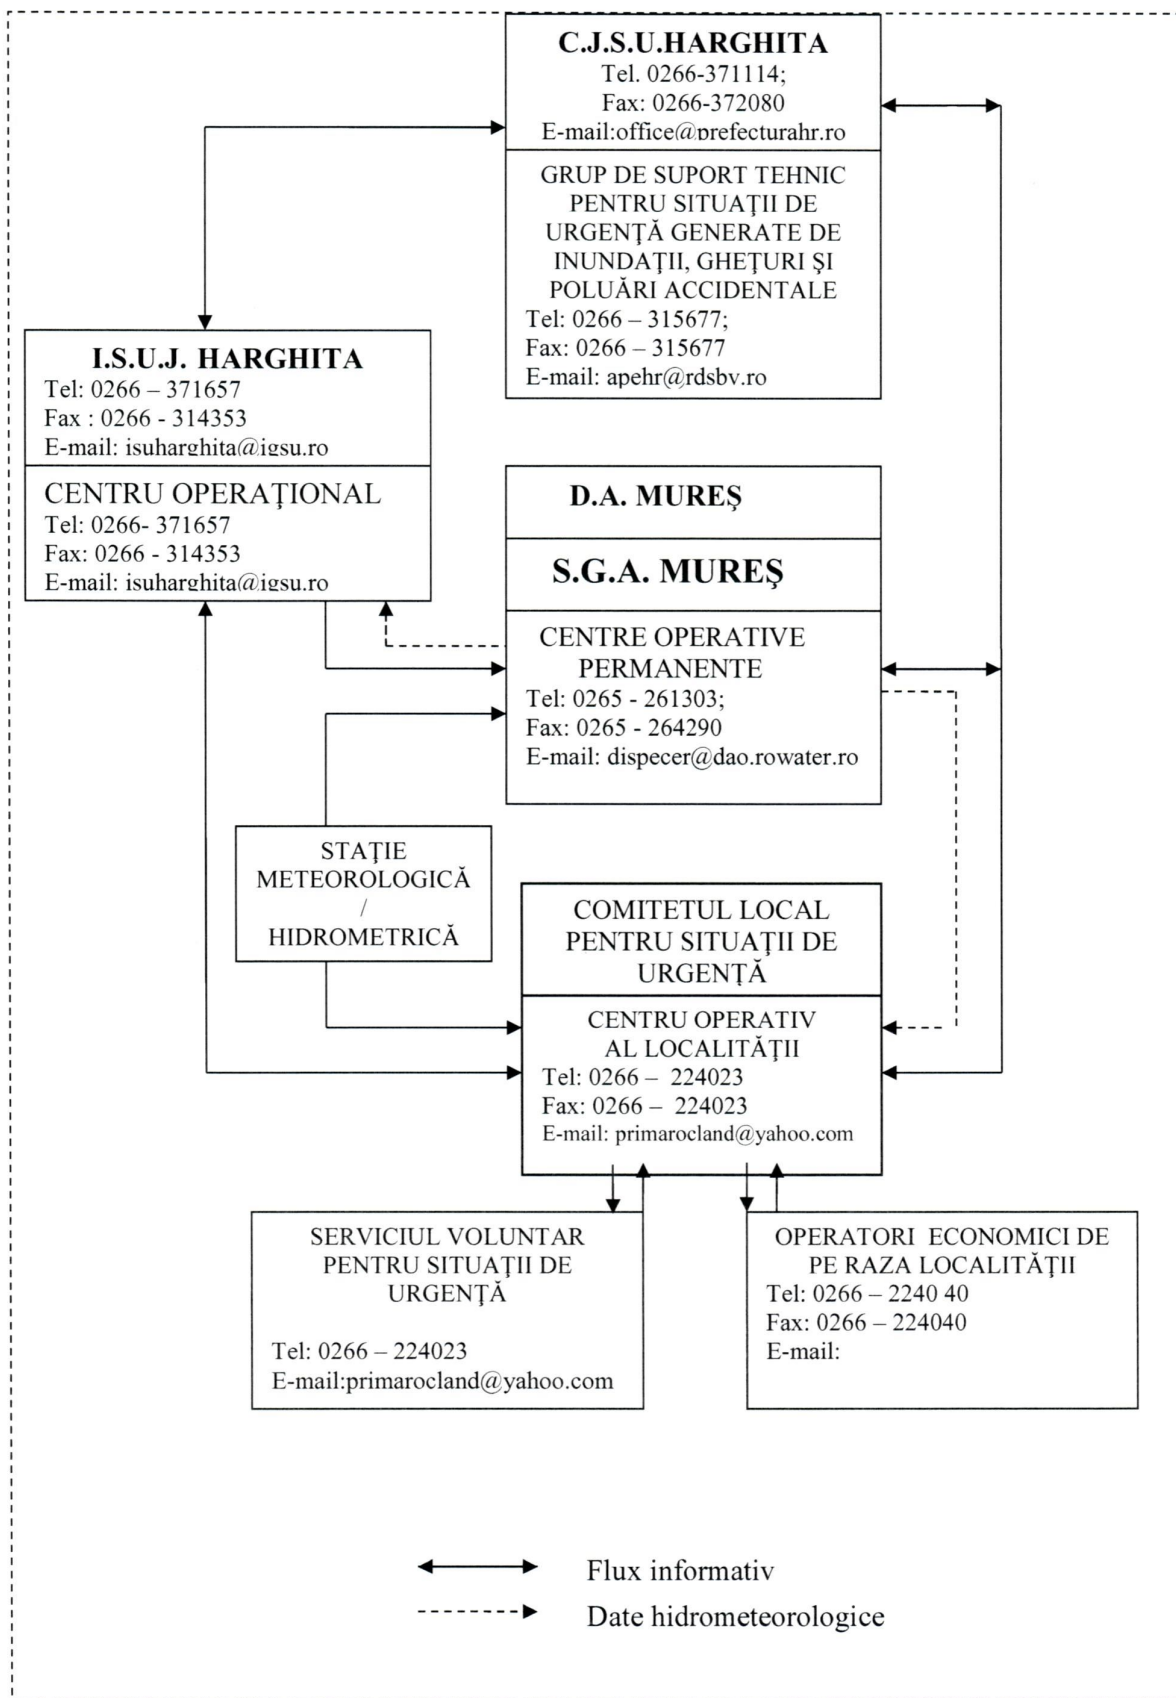 C.J.S.U.HARGHITA
Tel. 0266-371114;
Fax: 0266-372080
E-mail:office@prefecturahr.ro
GRUP DE SUPORT TEHNIC
PENTRU SITUAŢII DE
URGENŢĂ GENERATE DE
INUNDAŢII, GHEŢURI ŞI
POLUĂRI ACCIDENTALE
Tel: 0266 – 315677;
Fax: 0266 – 315677
E-mail: apehr@rdsbv.ro
I.S.U.J. HARGHITA
Tel: 0266 – 371657
Fax : 0266 - 314353
E-mail: isuharghita@igsu.ro
CENTRU OPERAŢIONAL
Tel: 0266- 371657
Fax: 0266 - 314353
E-mail: isuharghita@igsu.ro
D.A. MUREŞ
S.G.A. MUREŞ
CENTRE OPERATIVE
PERMANENTE
Tel: 0265 - 261303;
Fax: 0265 - 264290
E-mail: dispecer@dao.rowater.ro
STAŢIE
METEOROLOGICĂ
/
HIDROMETRICĂ
COMITETUL LOCAL
PENTRU SITUAŢII DE
URGENŢĂ
CENTRU OPERATIV
AL LOCALITĂŢII
Tel: 0266 – 224023
Fax: 0266 – 224023
E-mail: primarocland@yahoo.com
SERVICIUL VOLUNTAR
PENTRU SITUAŢII DE
URGENŢĂ
Tel: 0266 – 224023
E-mail:primarocland@yahoo.com
OPERATORI ECONOMICI DE
PE RAZA LOCALITĂŢII
Tel: 0266 – 2240 40
Fax: 0266 – 224040
E-mail:
Flux informativ
Date hidrometeorologice